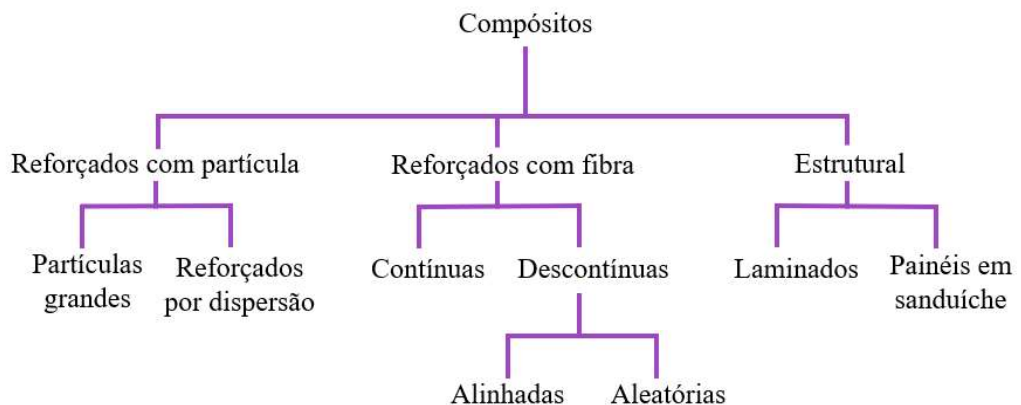 Compósitos
Reforçados com partícula
Reforçados com fibra
Estrutural
Partículas
grandes
Reforçados
por dispersão
Contínuas
Descontínuas
Laminados
Painéis em
sanduíche
Alinhadas
Aleatórias